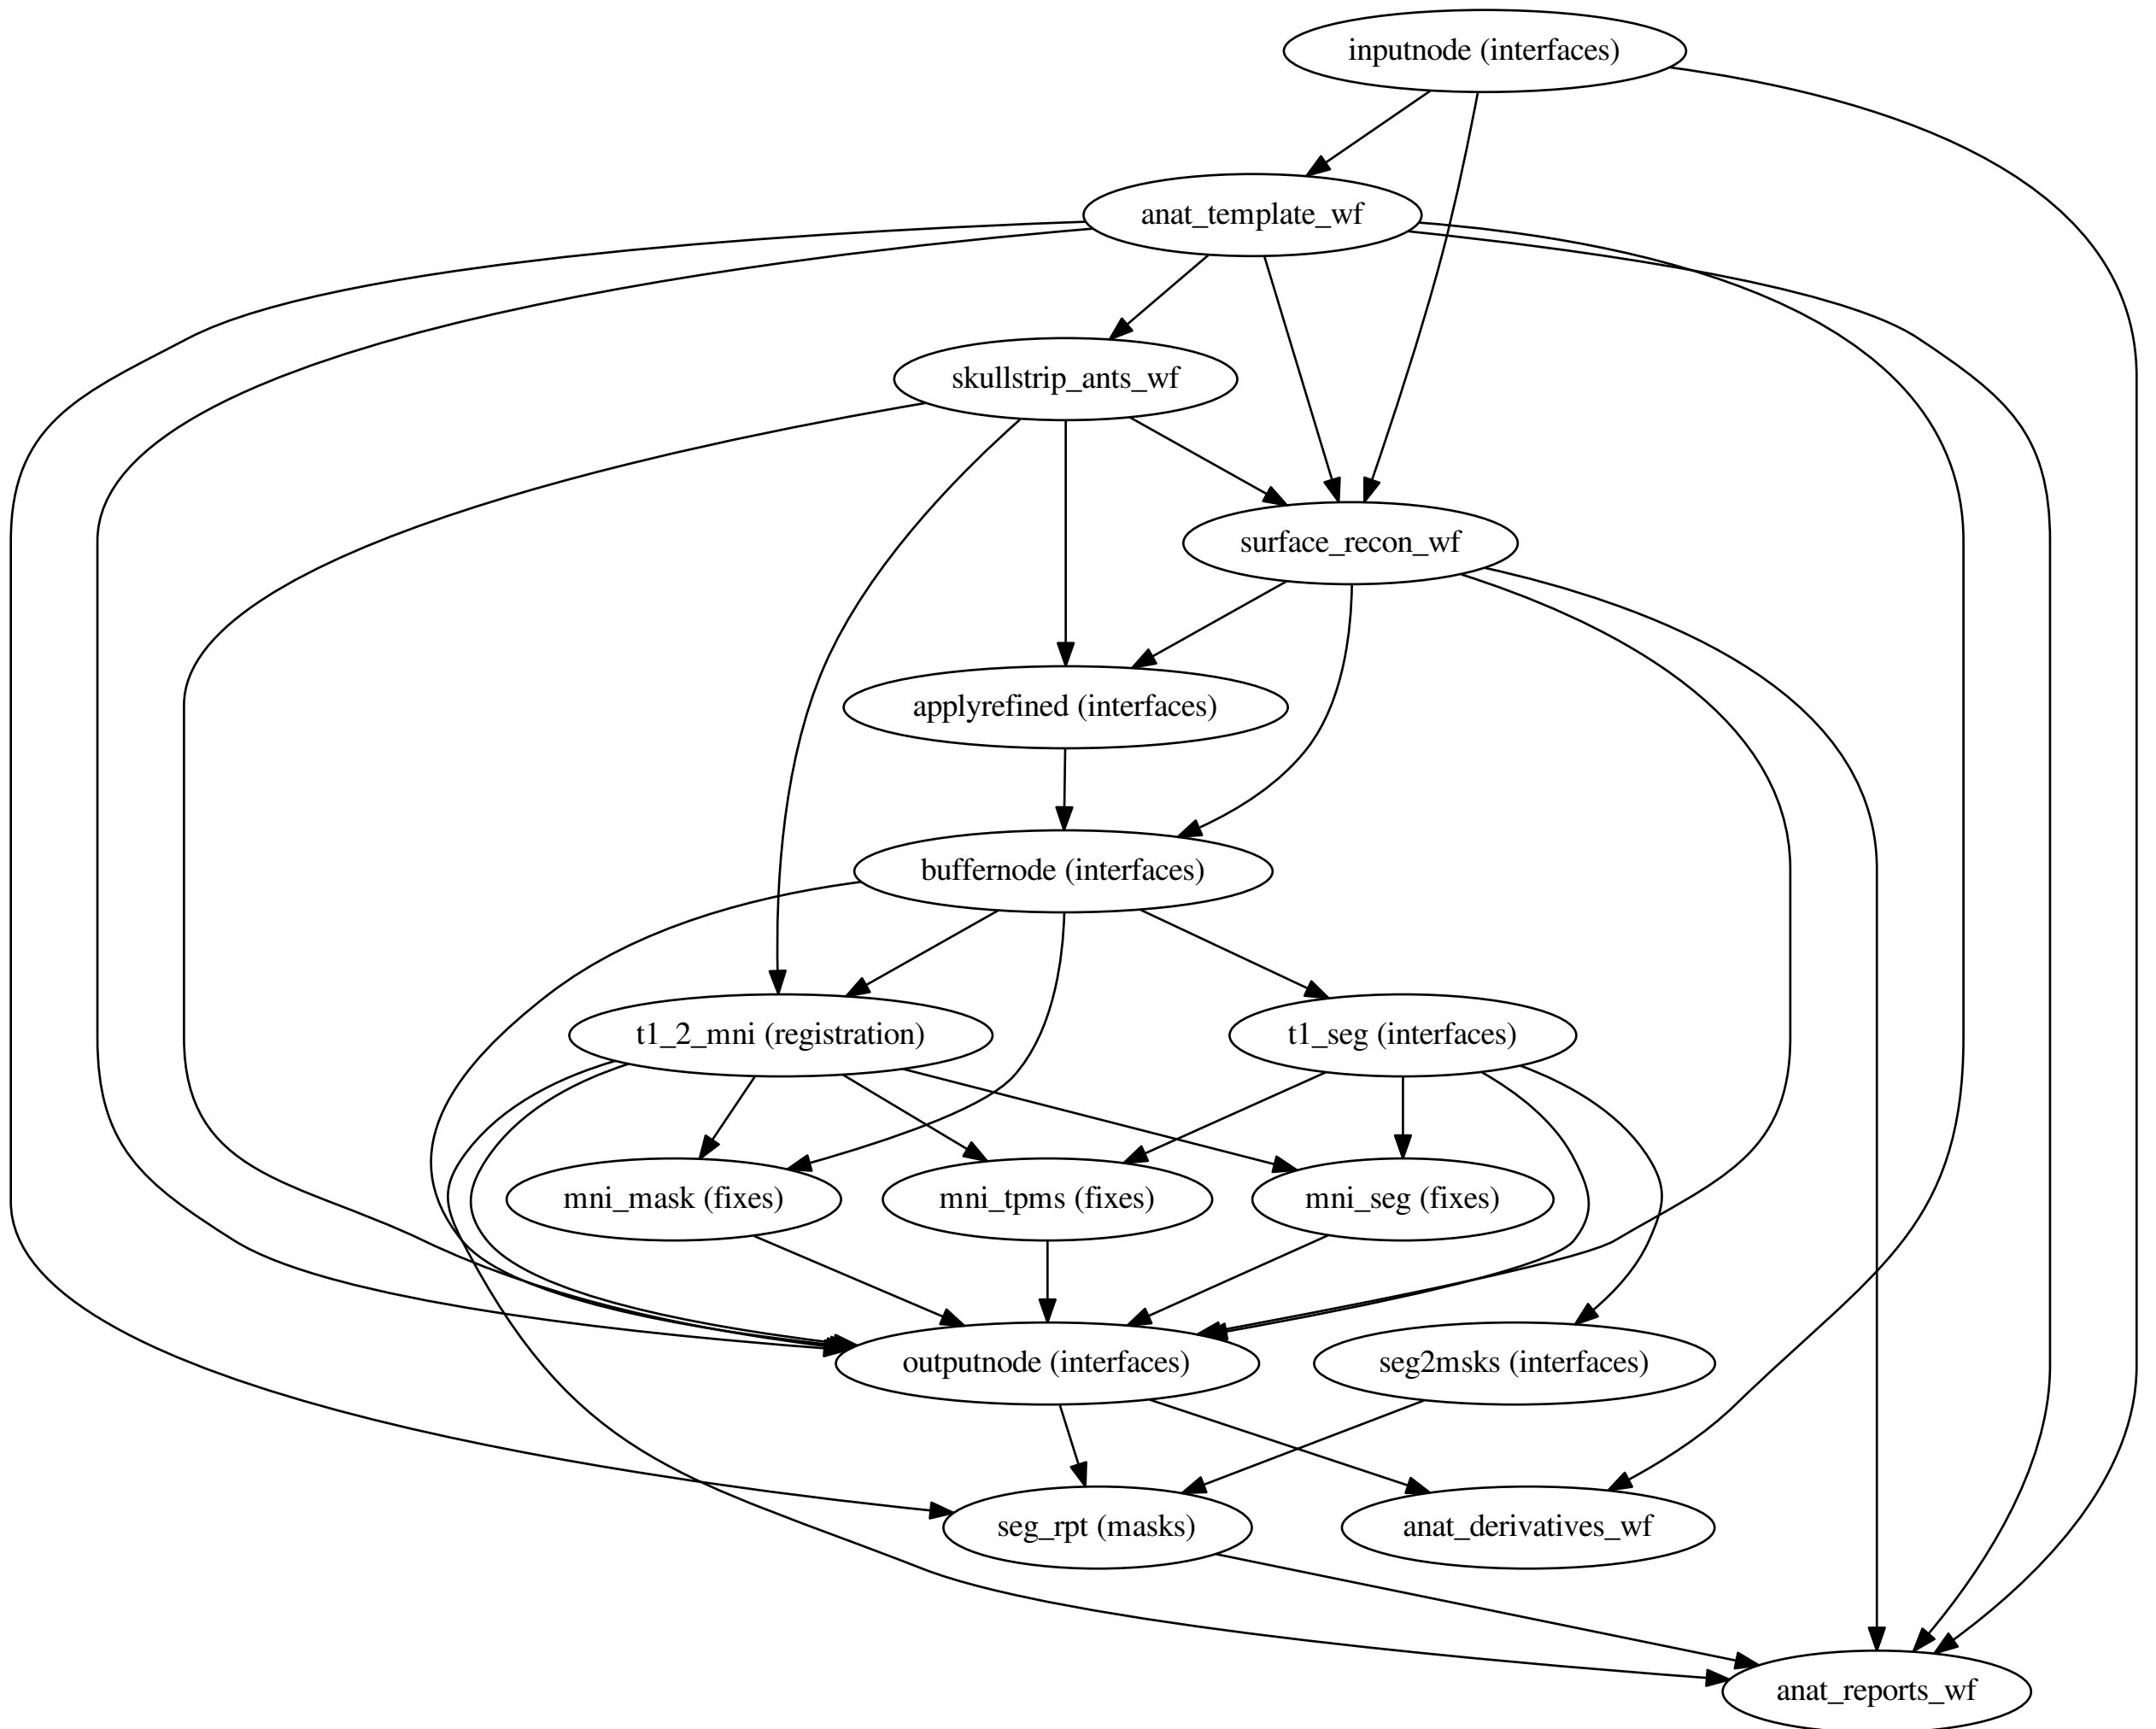 inputnode (interfaces)
anat_template_wf
skullstrip_ants_wf
surface_recon_wf
applyrefined (interfaces)
buffernode (interfaces)
t1_2_mni (registration)
t1_seg (interfaces)
mni_mask (fixes)
mni_tpms (fixes)
mni_seg (fixes)
outputnode (interfaces)
seg2msks (interfaces)
seg_rpt (masks)
anat_derivatives_wf
anat_reports_wf